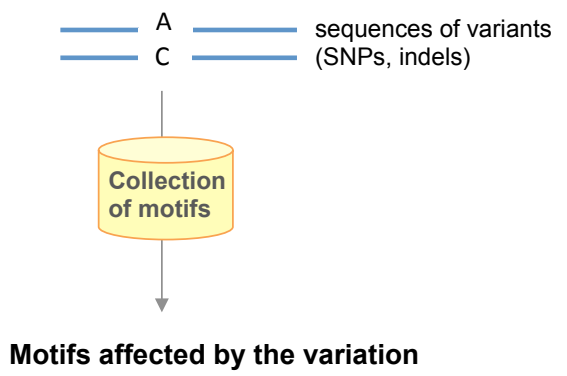 A
sequences of variants
C
(SNPs, indels)
Collection
of motifs
Motifs affected by the variation